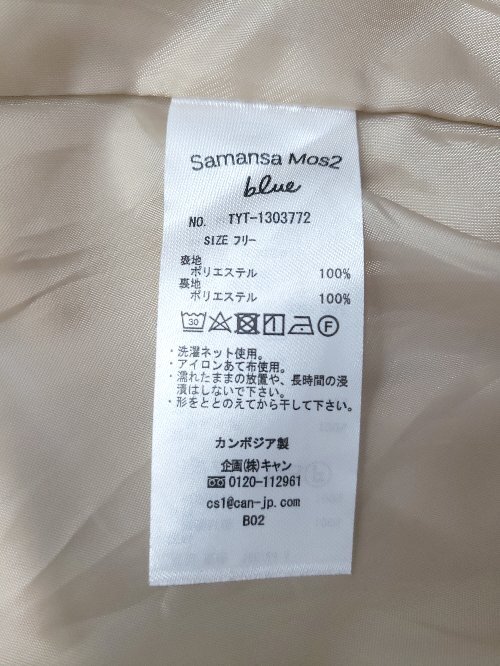 Samansa Mos2
blue
NO. TYT-1303772
SIZE フリー
表地
ポリエステル 100%
裏地
ポリエステル 100%
30 F
・洗濯ネット使用。
・アイロンあて布使用。
・濡れたままの放置や、長時間の浸
漬はしないで下さい。
・形をととのえてから干して下さい。
カンボジア製
企画(株)キャン
0120-112961
cs1@can-jp.com
B02